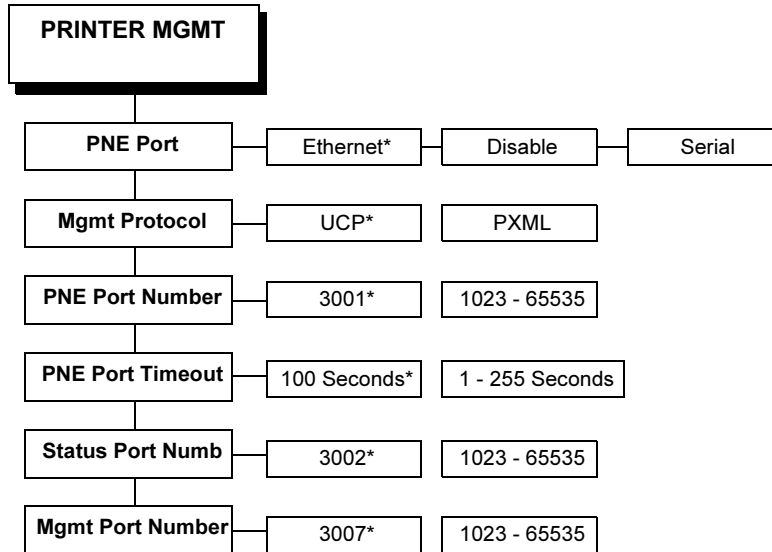 PRINTER MGMT
PNE Port Ethernet* Disable Serial
Mgmt Protocol UCP* PXML
PNE Port Number 3001* 1023 - 65535
PNE Port Timeout 100 Seconds* 1 - 255 Seconds
Status Port Numb 3002* 1023 - 65535
Mgmt Port Number 3007* 1023 - 65535